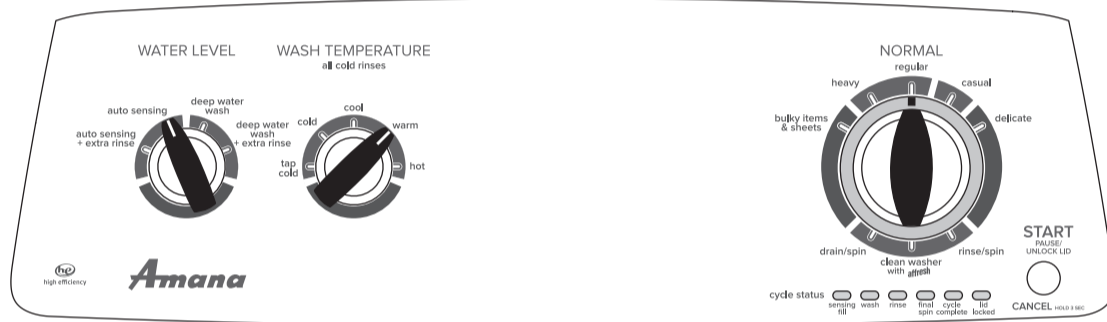 WATER LEVEL
auto sensing
deep water
wash
auto sensing
+ extra rinse
deep water
wash
+ extra rinse
WASH TEMPERATURE
all cold rinses
cool
cold
warm
tap
cold
hot
NORMAL
regular
heavy
casual
bulky items
& sheets
delicate
drain/spin
clean washer
with affresh
rinse/spin
START
PAUSE/
UNLOCK LID
CANCEL HOLD 3 SEC
he
high efficiency
Amana
cycle status
sensing
fill
wash
rinse
final
spin
cycle
complete
lid
locked